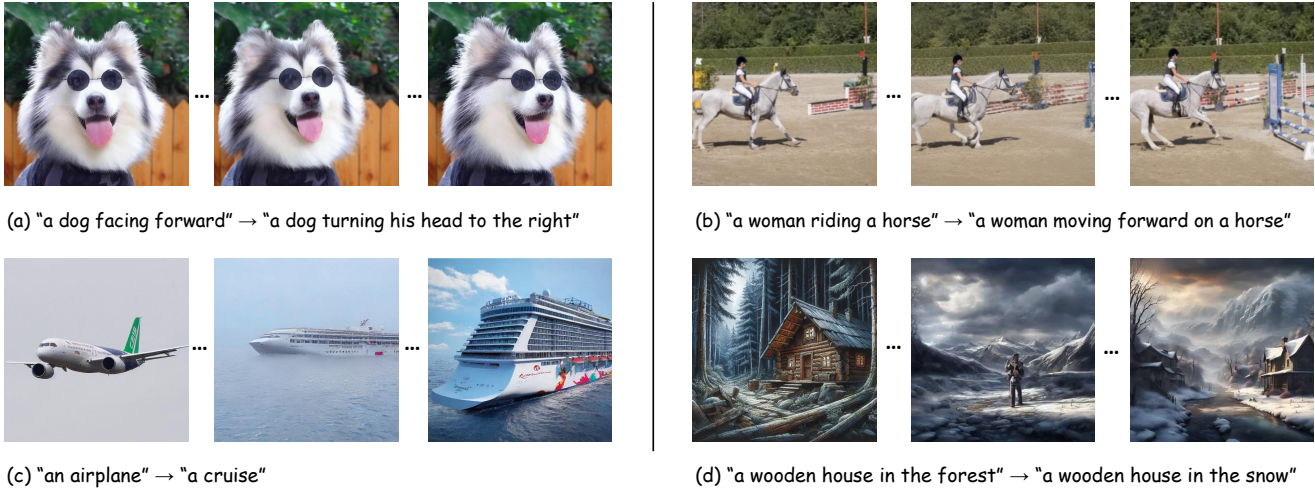 (a) “a dog facing forward” → “a dog turning his head to the right”
(b) “a woman riding a horse” → “a woman moving forward on a horse”
(c) “an airplane” → “a cruise”
(d) “a wooden house in the forest” → “a wooden house in the snow”